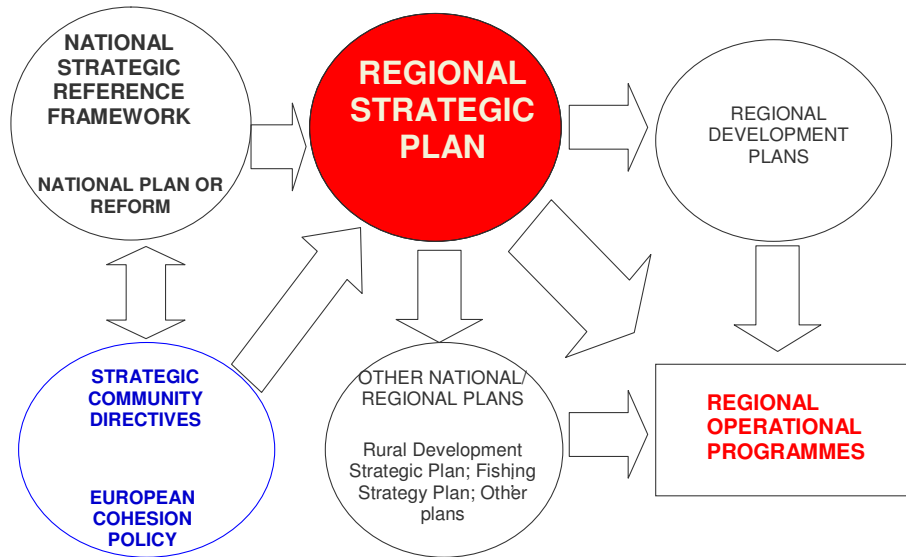 NATIONAL
STRATEGIC
REFERENCE
FRAMEWORK
NATIONAL PLAN OR
REFORM
REGIONAL
STRATEGIC
PLAN
REGIONAL
DEVELOPMENT
PLANS
STRATEGIC
COMMUNITY
DIRECTIVES
EUROPEAN
COHESION
POLICY
OTHER NATIONAL/
REGIONAL PLANS
Rural Development
Strategic Plan; Fishing
Strategy Plan; Other
plans
REGIONAL
OPERATIONAL
PROGRAMMES